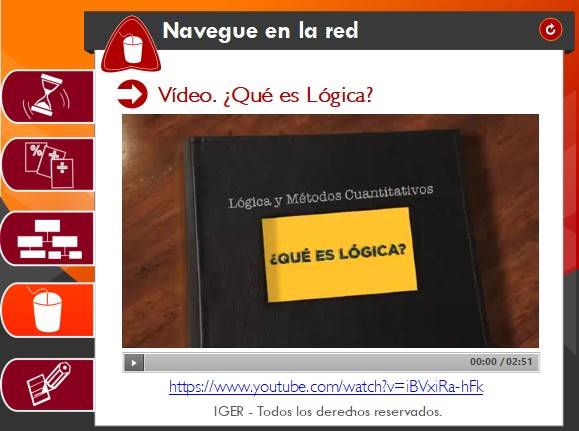 Navegue en la red
Vídeo. ¿Qué es Lógica?
Lógica y Métodos Cuantitativos
¿QUÉ ES LÓGICA?
00:00 / 02:51
https://www.youtube.com/watch?v=iBVxiRa-hFk
IGER - Todos los derechos reservados.
%
+
÷
÷